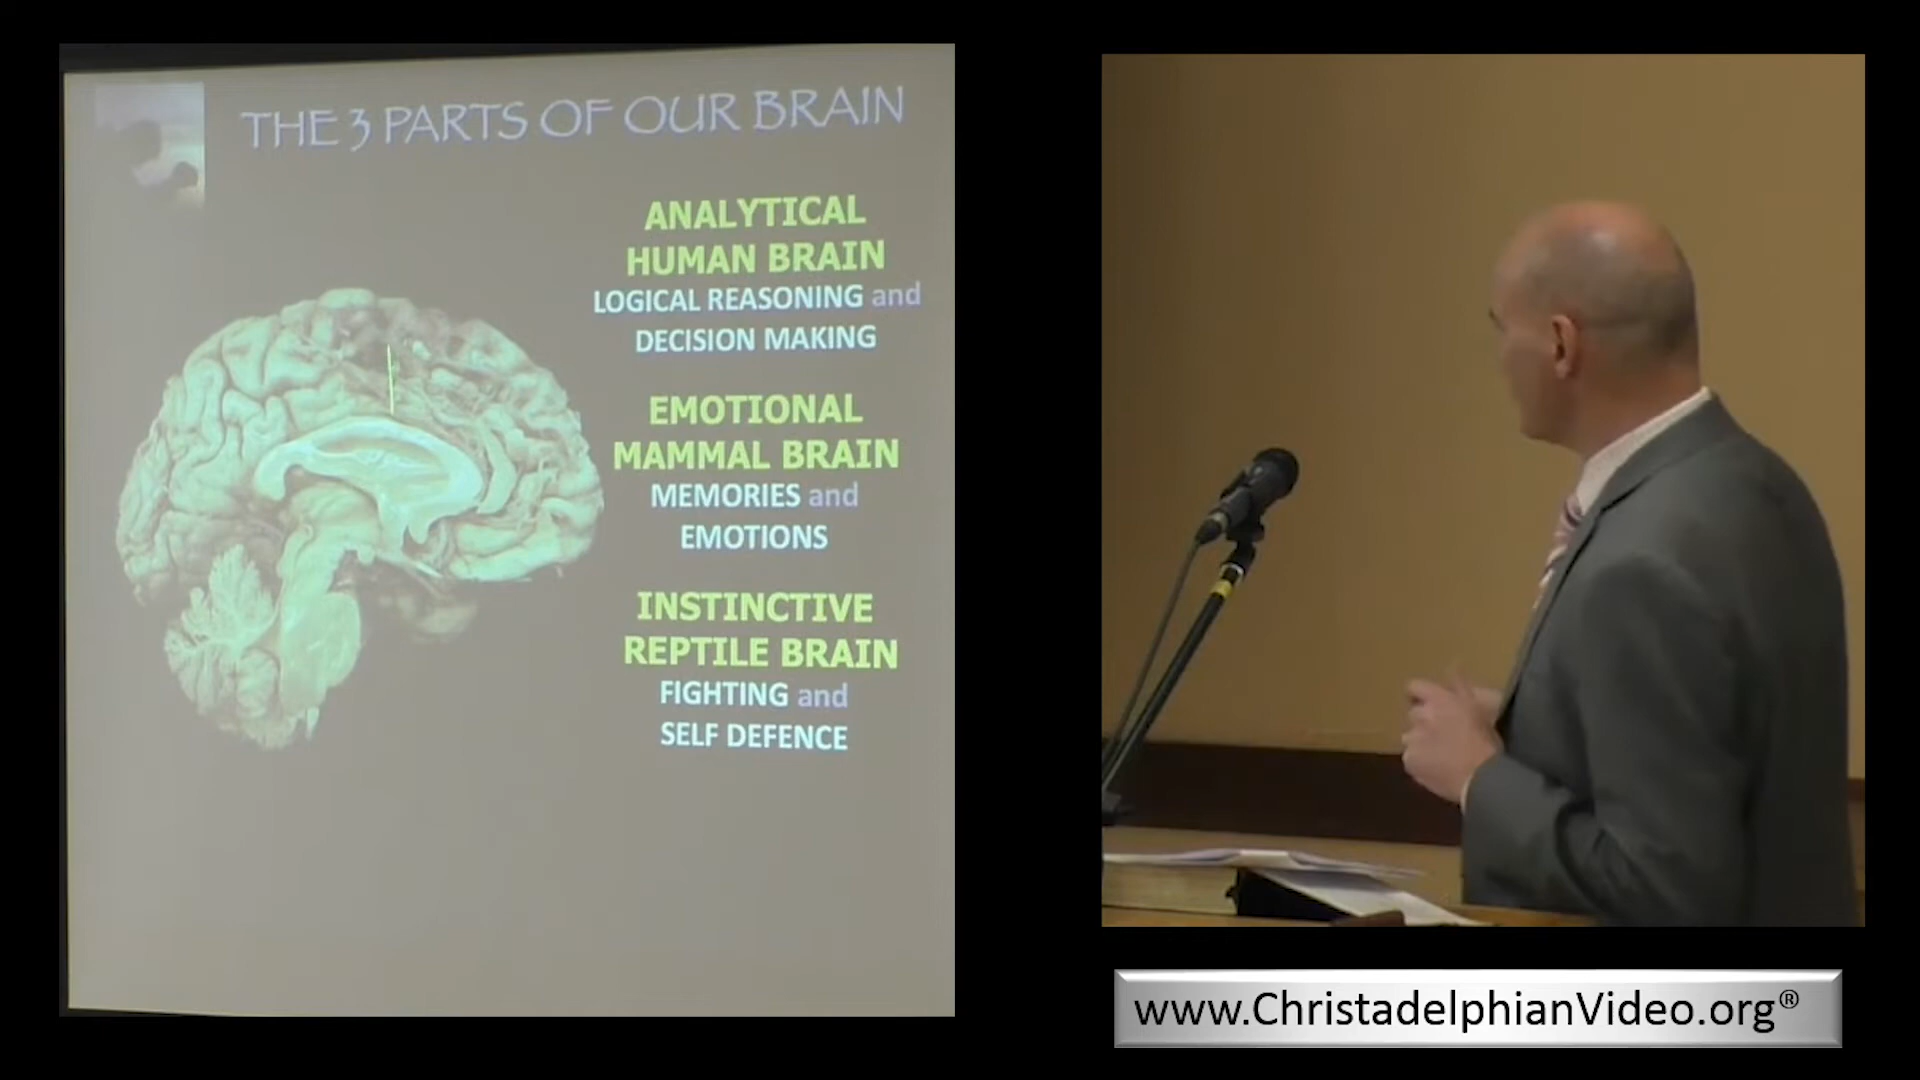 THE 3 PARTS OF OUR BRAIN
ANALYTICAL
HUMAN BRAIN
LOGICAL REASONING and
DECISION MAKING
EMOTIONAL
MAMMAL BRAIN
MEMORIES and
EMOTIONS
INSTINCTIVE
REPTILE BRAIN
FIGHTING and
SELF DEFENCE
www.ChristadelphianVideo.org®